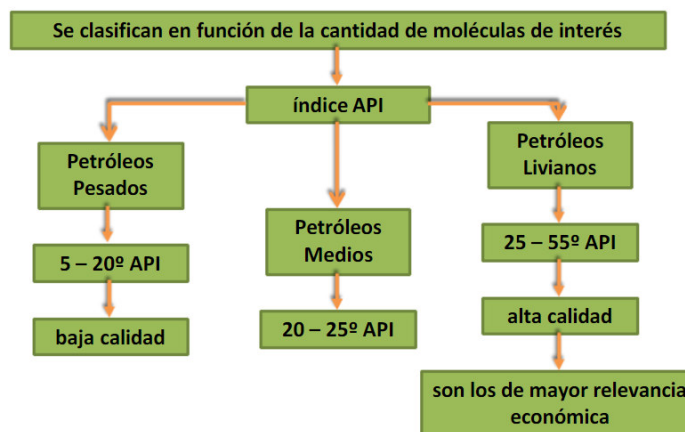 Se clasifican en función de la cantidad de moléculas de interés
índice API
Petróleos
Pesados
5 – 20º API
baja calidad
Petróleos
Medios
20 – 25º API
Petróleos
Livianos
25 – 55º API
alta calidad
son los de mayor relevancia
económica